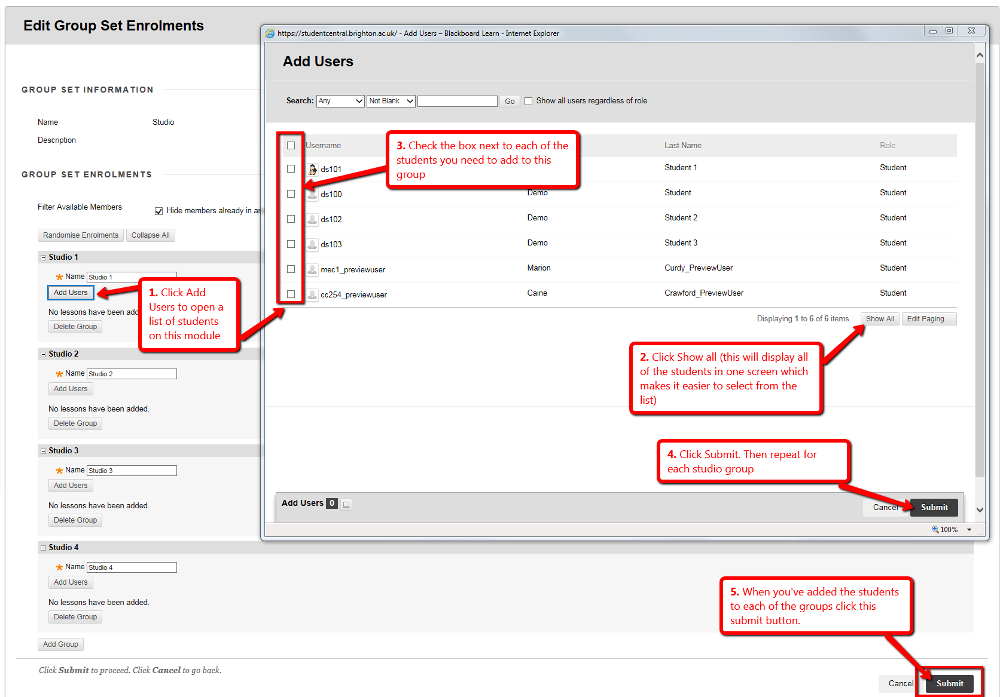 Edit Group Set Enrolments
GROUP SET INFORMATION
Name Studio
Description
GROUP SET ENROLMENTS
Filter Available Members
Hide members already in
Randomise Enrolments Collapse All
Studio 1
Name Studio 1
Add Users
No lessons have been
Delete Group
1. Click Add
Users to open a
list of students
on this module
Studio 2
Name Studio 2
Add Users
No lessons have been added.
Delete Group
Studio 3
Name Studio 3
Add Users
No lessons have been added.
Delete Group
Studio 4
Name Studio 4
Add Users
No lessons have been added.
Delete Group
Add Group
Click Submit to proceed. Click Cancel to go back.
https://studentcentral.brighton.ac.uk/ - Add Users – Blackboard Learn - Internet Explorer
Add Users
Search: Any Not Blank Go Show all users regardless of role
Username Last Name Role
ds101 Student 1 Student
ds100 Demo Student Student
ds102 Demo Student 2 Student
ds103 Demo Student 3 Student
mec1_previewuser Marion Curdy_PreviewUser Student
cc254_previewuser Caine Crawford_PreviewUser Student
3. Check the box next to each of the
students you need to add to this
group
Displaying 1 to 6 of 6 items Show All Edit Paging...
2. Click Show all (this will display all
of the students in one screen which
makes it easier to select from the
list)
4. Click Submit. Then repeat for
each studio group
Add Users 0
Cancel Submit
100%
5. When you've added the students
to each of the groups click this
submit button.
Cancel Submit